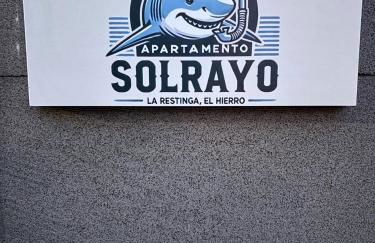 APARTAMENTO
SOLRAYO
LA RESTINGA, EL HIERRO